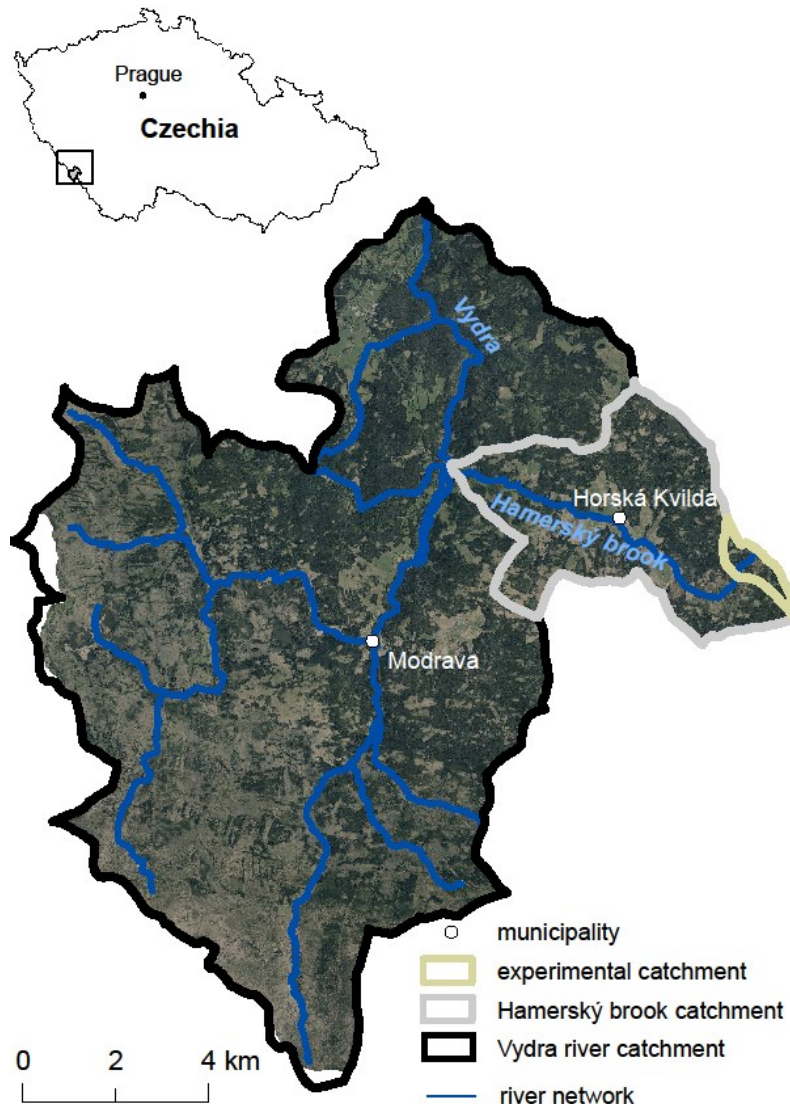 Prague
Czechia
Vydra
Horská Kvilda
Hamerský brook
Modrava
municipality
experimental catchment
Hamerský brook catchment
Vydra river catchment
0 2 4 km
river network